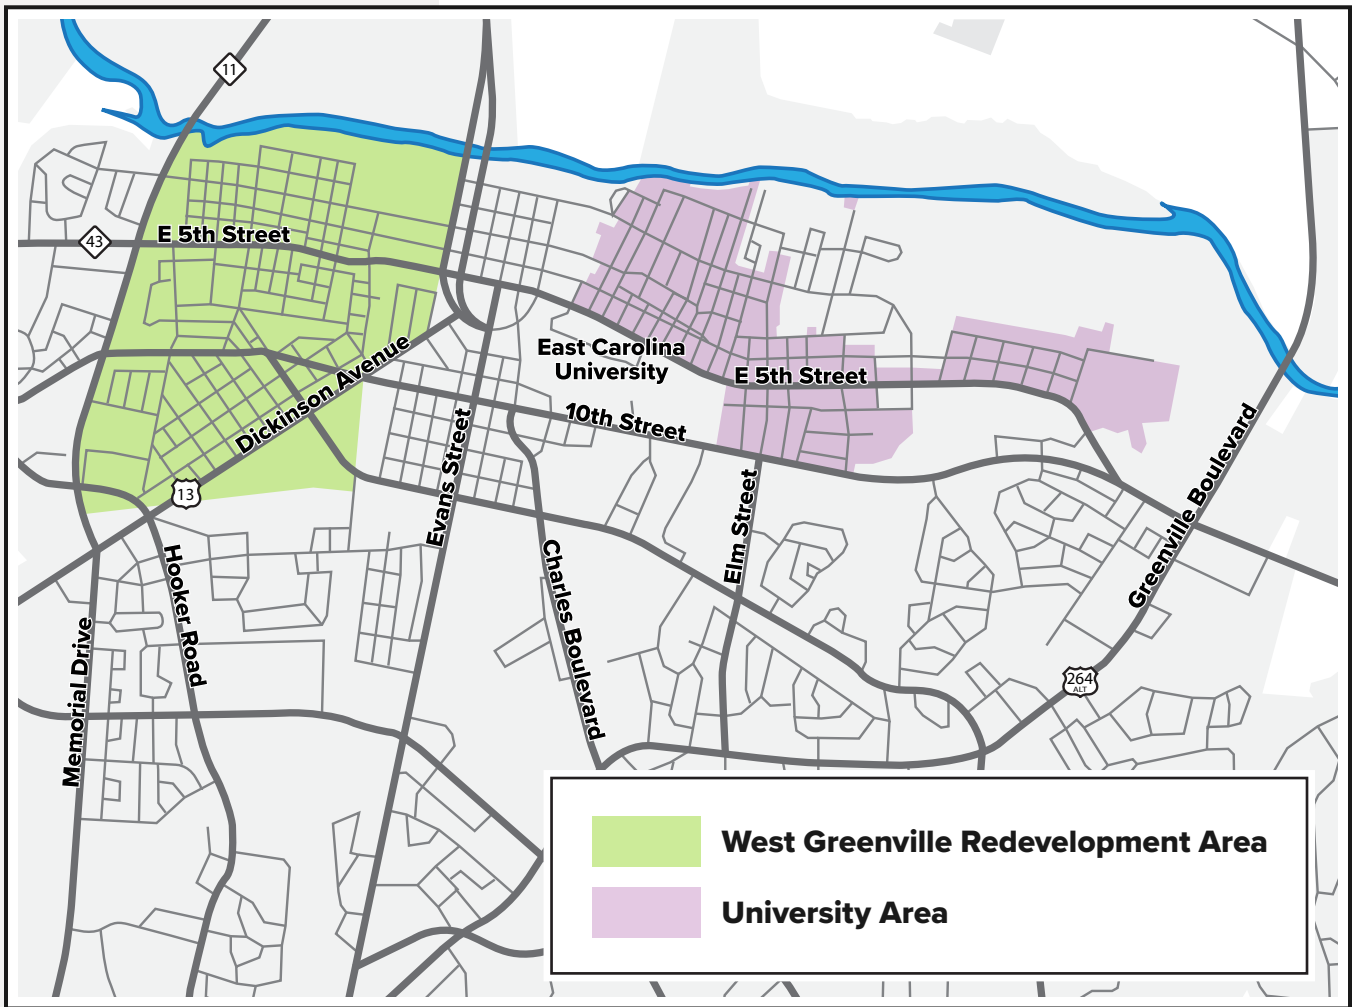 11
43
E 5th Street
East Carolina
University
E 5th Street
Dickinson Avenue
10th Street
13
Evans Street
Elm Street
Greenville Boulevard
Hooker Road
Charles Boulevard
Memorial Drive
264
ALT
West Greenville Redevelopment Area
University Area